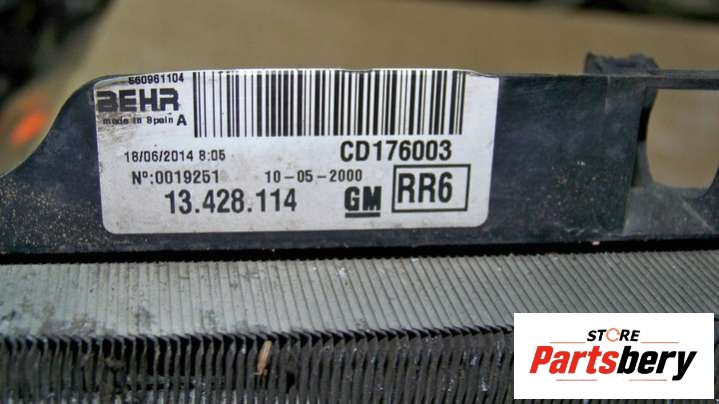 560961104
BEHR
made in Spain A
18/06/2014 8:05
CD176003
Nº:0019251 10-05-2000
13.428.114 GM RR6
STORE
Partsbery